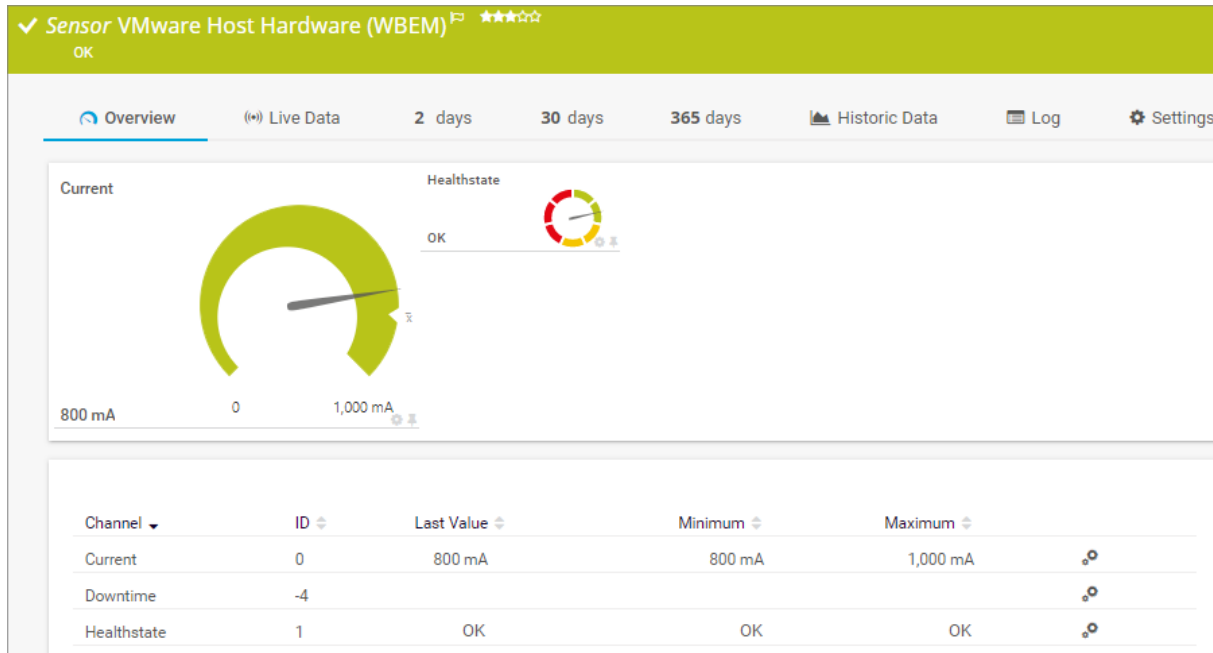 Sensor VMware Host Hardware (WBEM)
OK
Overview Live Data 2 days 30 days 365 days Historic Data Log Settings
Current
Healthstate
OK
x̄
0 1,000 mA
800 mA
Channel ID Last Value Minimum Maximum
Current 0 800 mA 800 mA 1,000 mA
Downtime -4
Healthstate 1 OK OK OK